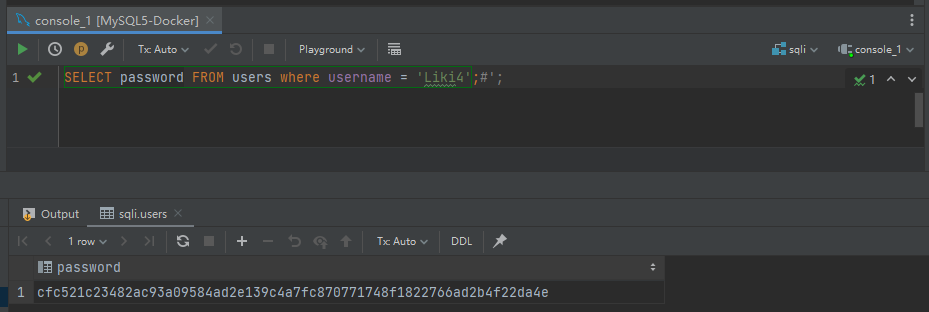 console_1 [MySQL5-Docker]
Tx: Auto Playground sqli console_1
1 SELECT password FROM users where username = 'Liki4';#'; 1
Output sqli.users
1 row Tx: Auto DDL
password
1 cfc521c23482ac93a09584ad2e139c4a7fc870771748f1822766ad2b4f22da4e